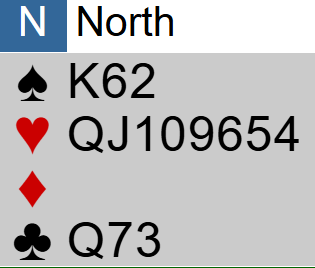 N North
♠ K62
♥ QJ109654
♦
♣ Q73